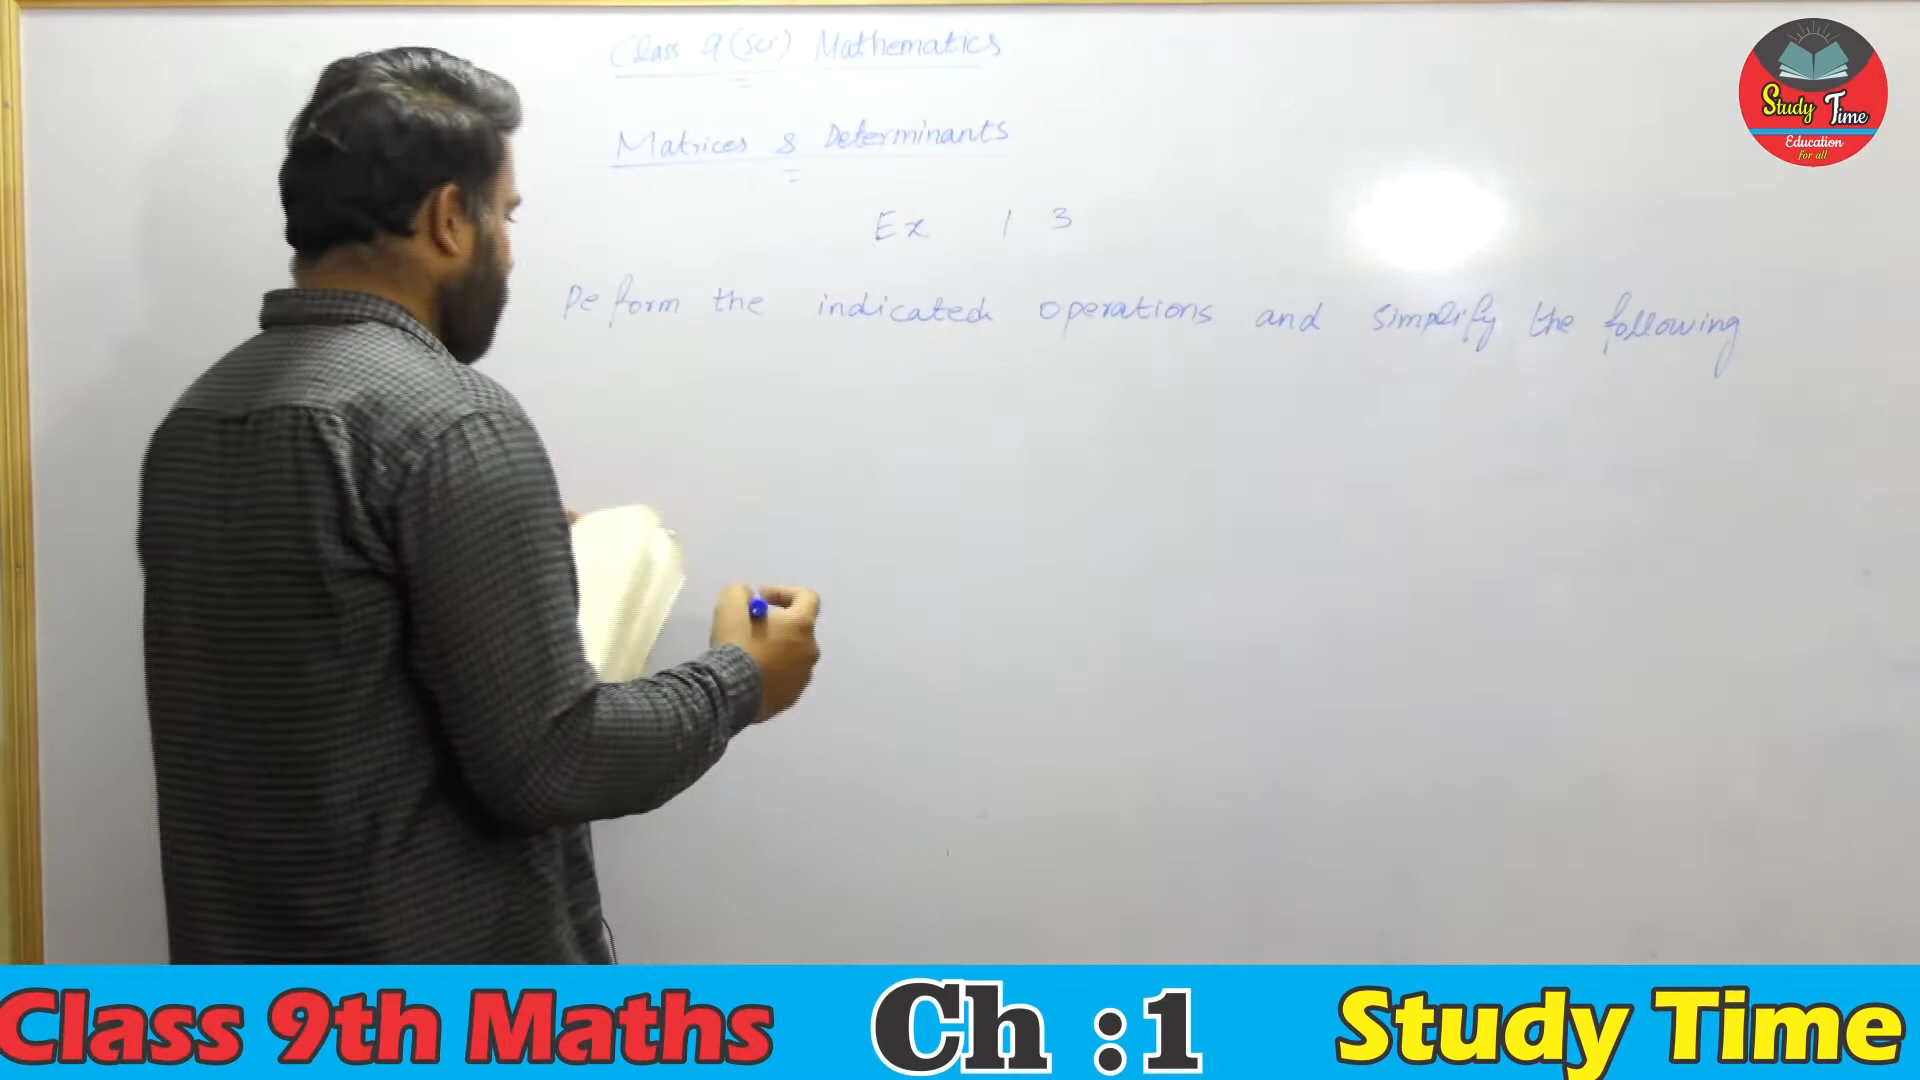 Class 9 (Sci) Mathematics
Matrices & Determinants
Ex 1 3
Peform the indicated operations and simplify the following
Study Time
Education
for all
Class 9th Maths Ch :1 Study Time